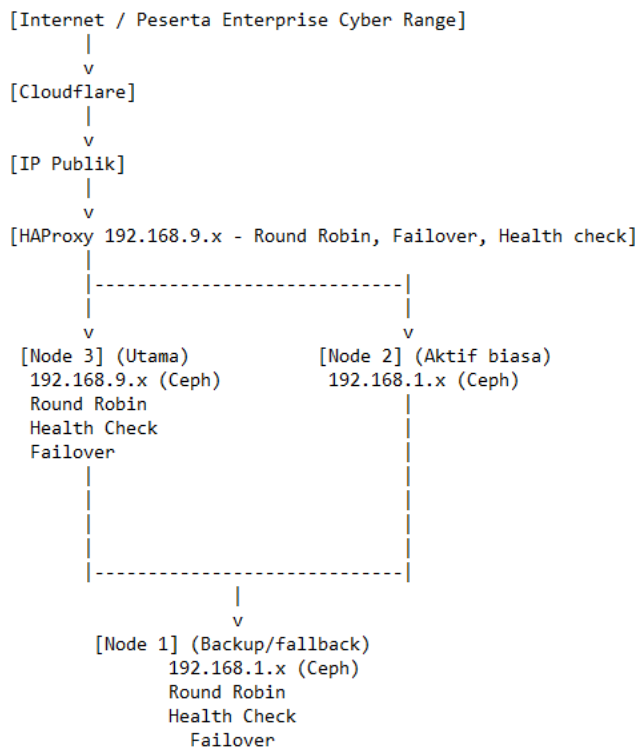 [Internet / Peserta Enterprise Cyber Range]
|
v
[Cloudflare]
|
v
[IP Publik]
|
v
[HAProxy 192.168.9.x - Round Robin, Failover, Health check]
|
|-----------------------------|
| |
v v
[Node 3] (Utama) [Node 2] (Aktif biasa)
192.168.9.x (Ceph) 192.168.1.x (Ceph)
Round Robin |
Health Check |
Failover |
| |
| |
| |
| |
|-----------------------------|
|
v
[Node 1] (Backup/fallback)
192.168.1.x (Ceph)
Round Robin
Health Check
Failover